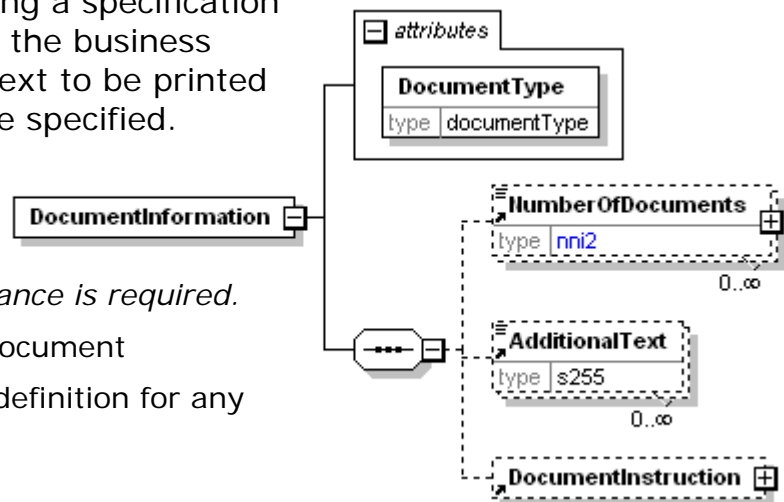 ng a specification
the business
ext to be printed
e specified.
attributes
DocumentType
type documentType
DocumentInformation
NumberOfDocuments
type nni2
0..∞
ance is required.
ocument
definition for any
AdditionalText
type s255
0..∞
DocumentInstruction